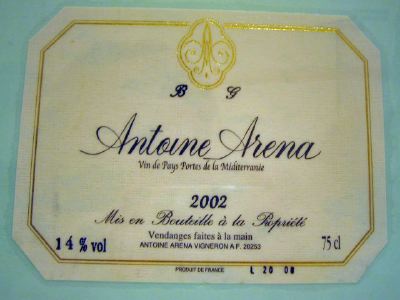 B G
Antoine Arena
Vin de Pays Portes de la Méditerranie
2002
Mis en Bouteille à la Propriété
Vendanges faites à la main
14 % vol
ANTOINE ARENA VIGNERON A F. 20253
75 cl
PRODUIT DE FRANCE
L 20 08